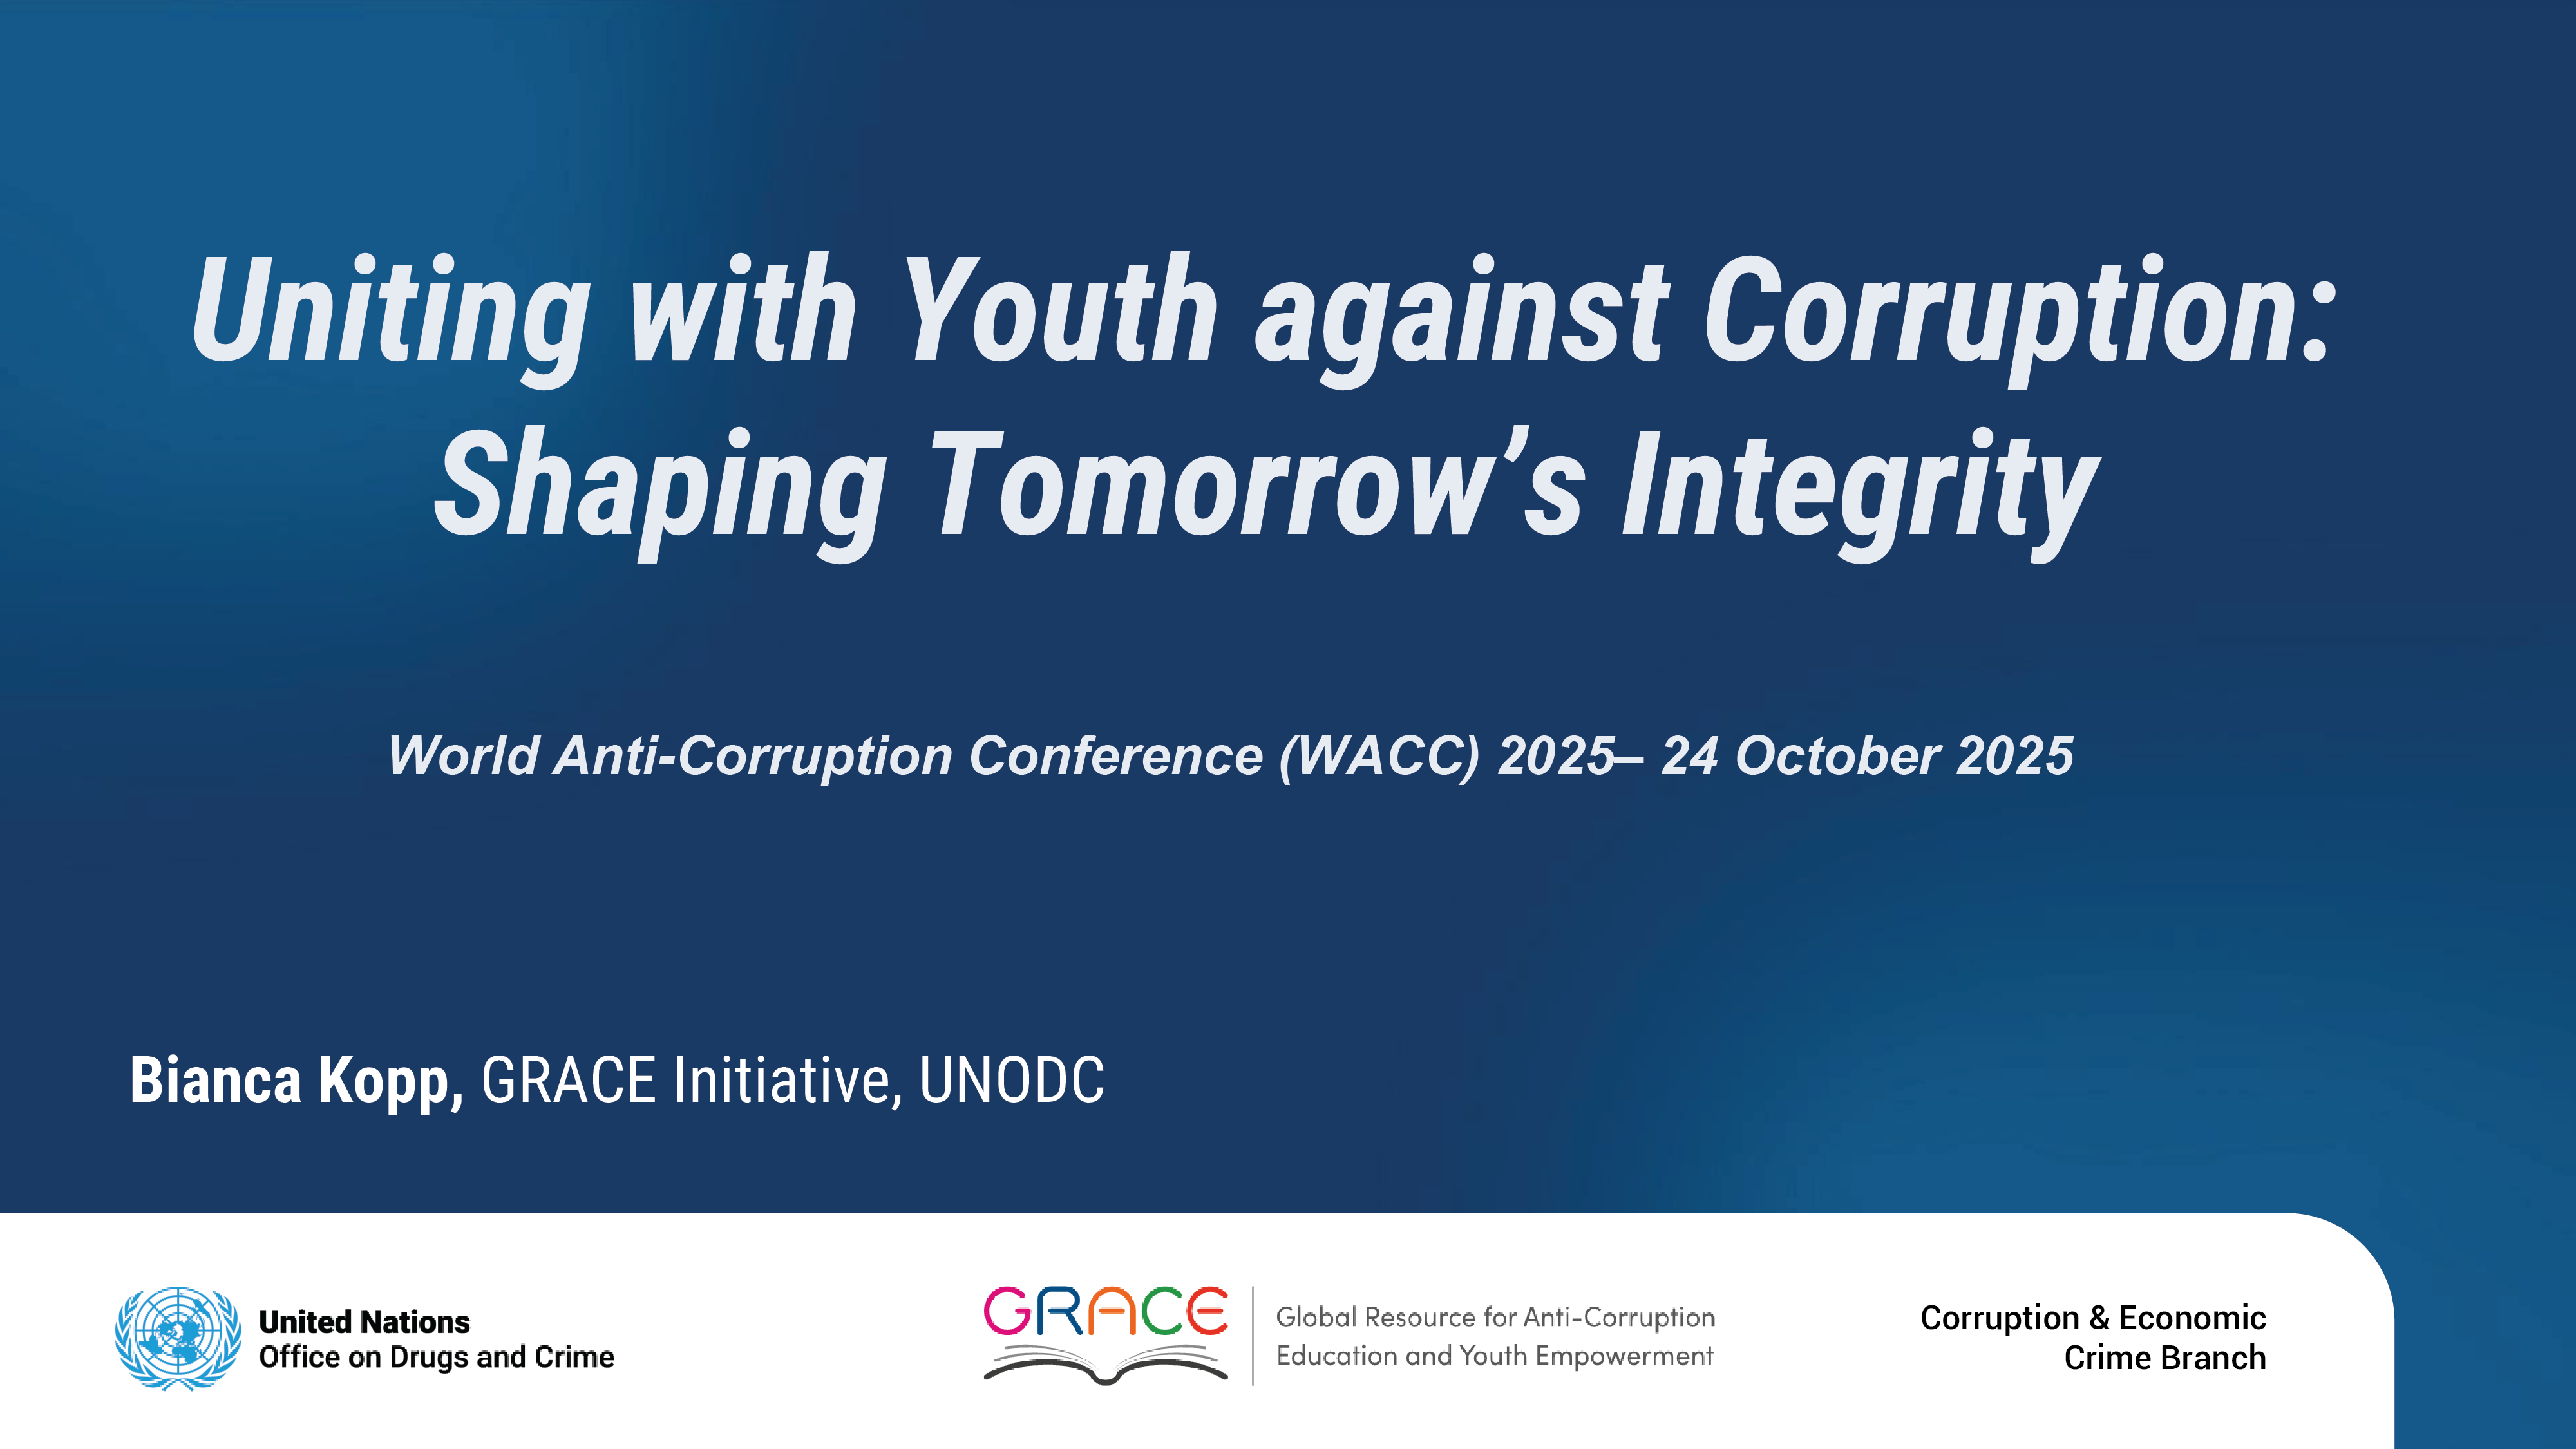 Uniting with Youth against Corruption:
Shaping Tomorrow’s Integrity
World Anti-Corruption Conference (WACC) 2025– 24 October 2025
Bianca Kopp, GRACE Initiative, UNODC
United Nations
Office on Drugs and Crime
GRACE
Global Resource for Anti-Corruption
Education and Youth Empowerment
Corruption & Economic
Crime Branch